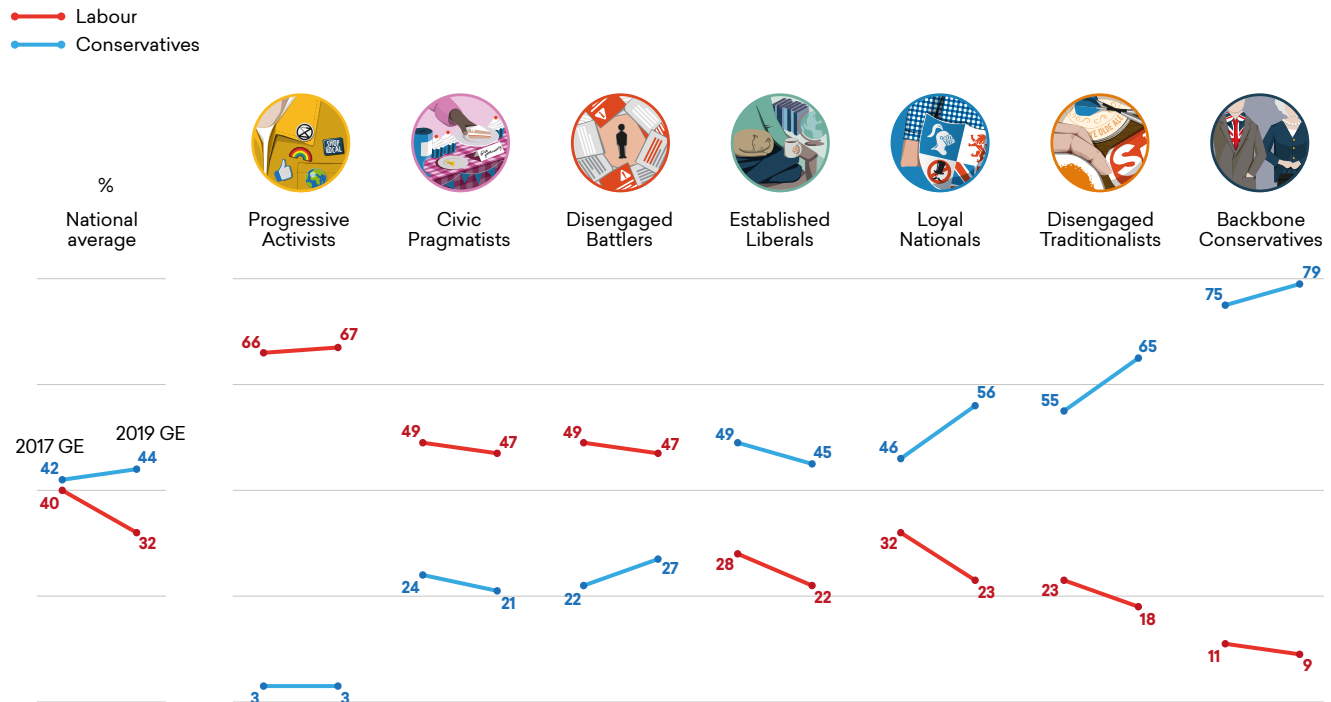 Labour
Conservatives
SHOP
LOCAL
%
National
average
Progressive
Activists
Civic
Pragmatists
Disengaged
Battlers
Established
Liberals
Loyal
Nationals
Disengaged
Traditionalists
Backbone
Conservatives
2017 GE
2019 GE
42
44
40
32
66
67
3
3
49
47
24
21
49
47
22
27
49
45
28
22
46
56
32
23
55
65
23
18
75
79
11
9